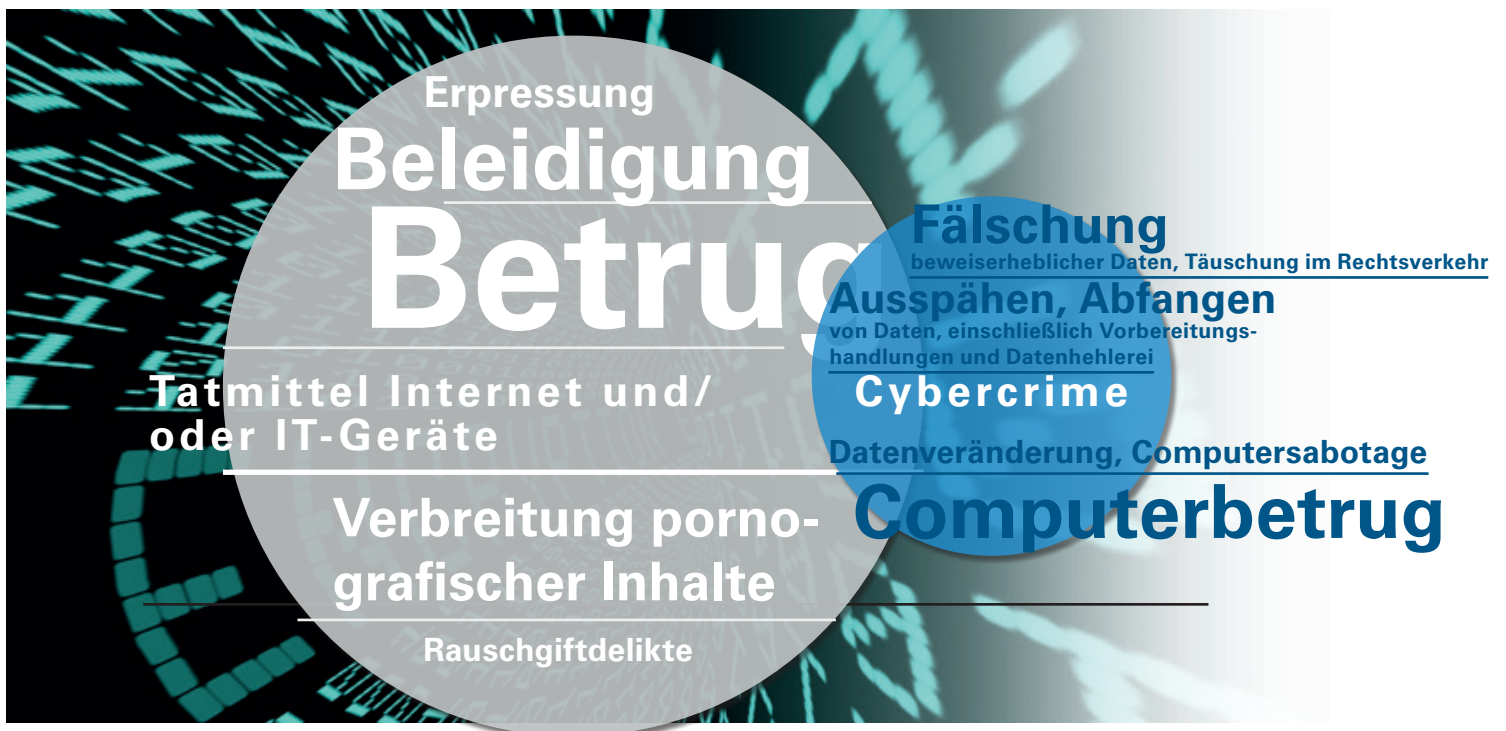 Erpressung
Beleidigung
Betrug
Tatmittel Internet und/
oder IT-Geräte
Verbreitung porno-
grafischer Inhalte
Rauschgiftdelikte
Fälschung
beweiserheblicher Daten, Täuschung im Rechtsverkehr
Ausspähen, Abfangen
von Daten, einschließlich Vorbereitungs-
handlungen und Datenhehlerei
Cybercrime
Datenveränderung, Computersabotage
Computerbetrug